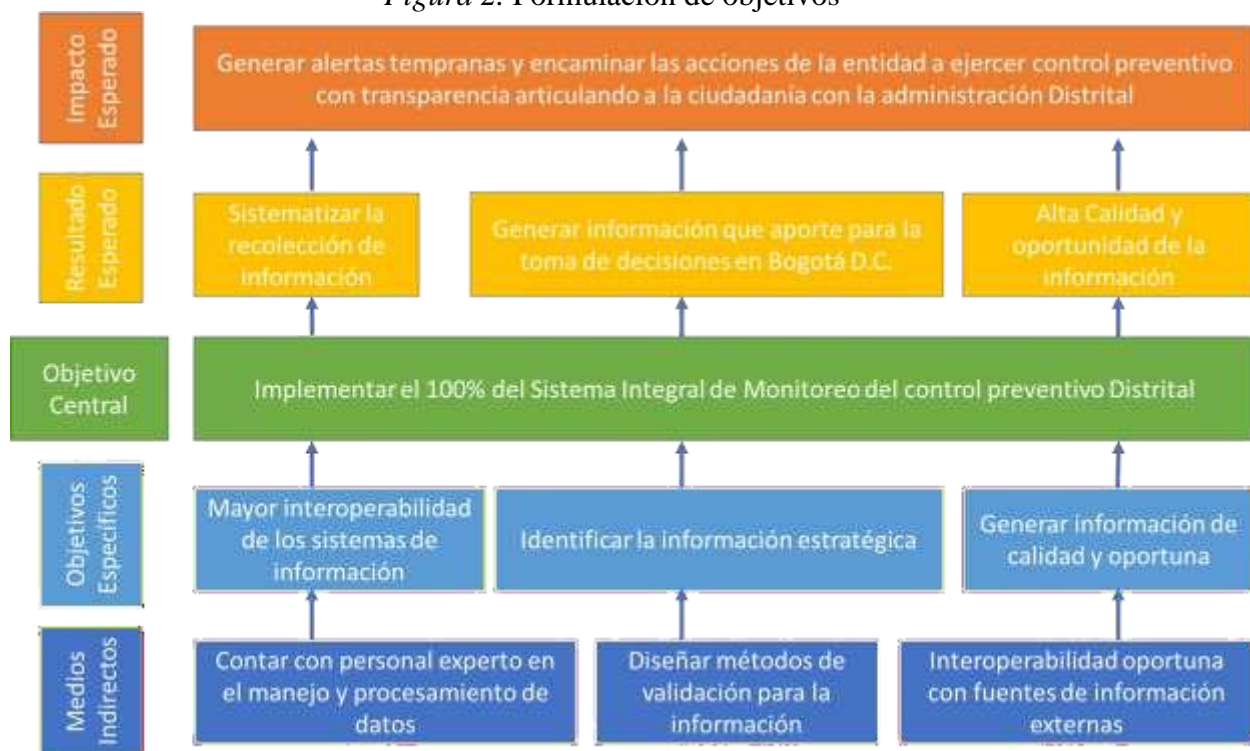 Figura 2. Formulación de objetivos
Impacto
Esperado
Generar alertas tempranas y encaminar las acciones de la entidad a ejercer control preventivo
con transparencia articulando a la ciudadanía con la administración Distrital
Resultado
Esperado
Sistematizar la
recolección de
información
Generar información que aporte para la
toma de decisiones en Bogotá D.C.
Alta Calidad y
oportunidad de la
información
Objetivo
Central
Implementar el 100% del Sistema Integral de Monitoreo del control preventivo Distrital
Objetivos
Específicos
Mayor interoperabilidad
de los sistemas de
información
Identificar la información estratégica
Generar información de
calidad y oportuna
Medios
Indirectos
Contar con personal experto en
el manejo y procesamiento de
datos
Diseñar métodos de
validación para la
información
Interoperabilidad oportuna
con fuentes de información
externas